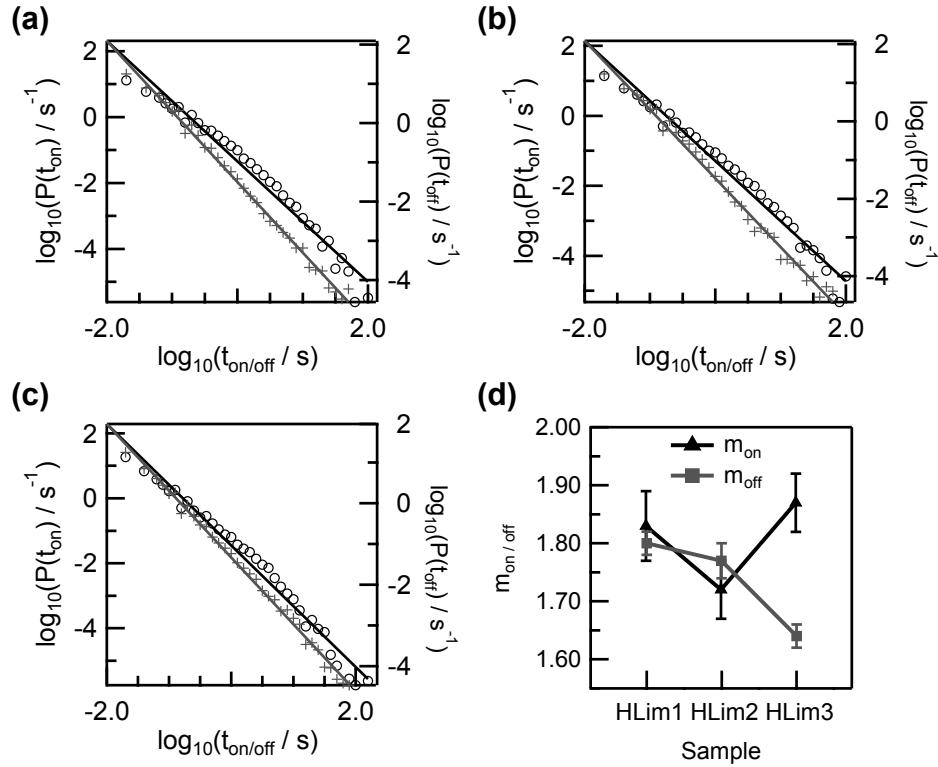 (a)
2
0
-2
-4
log10(P(ton) / s-1)
2
0
-2
-4
log10(P(toff) / s-1)
-2.0
2.0
log10(ton/off / s)
(b)
2
0
-2
-4
log10(P(ton) / s-1)
2
0
-2
-4
log10(P(toff) / s-1)
-2.0
2.0
log10(ton/off / s)
(c)
2
0
-2
-4
log10(P(ton) / s-1)
2
0
-2
-4
log10(P(toff) / s-1)
-2.0
2.0
log10(ton/off / s)
(d)
2.00
1.90
1.80
1.70
1.60
mon / off
mon
moff
HLim1 HLim2 HLim3
Sample